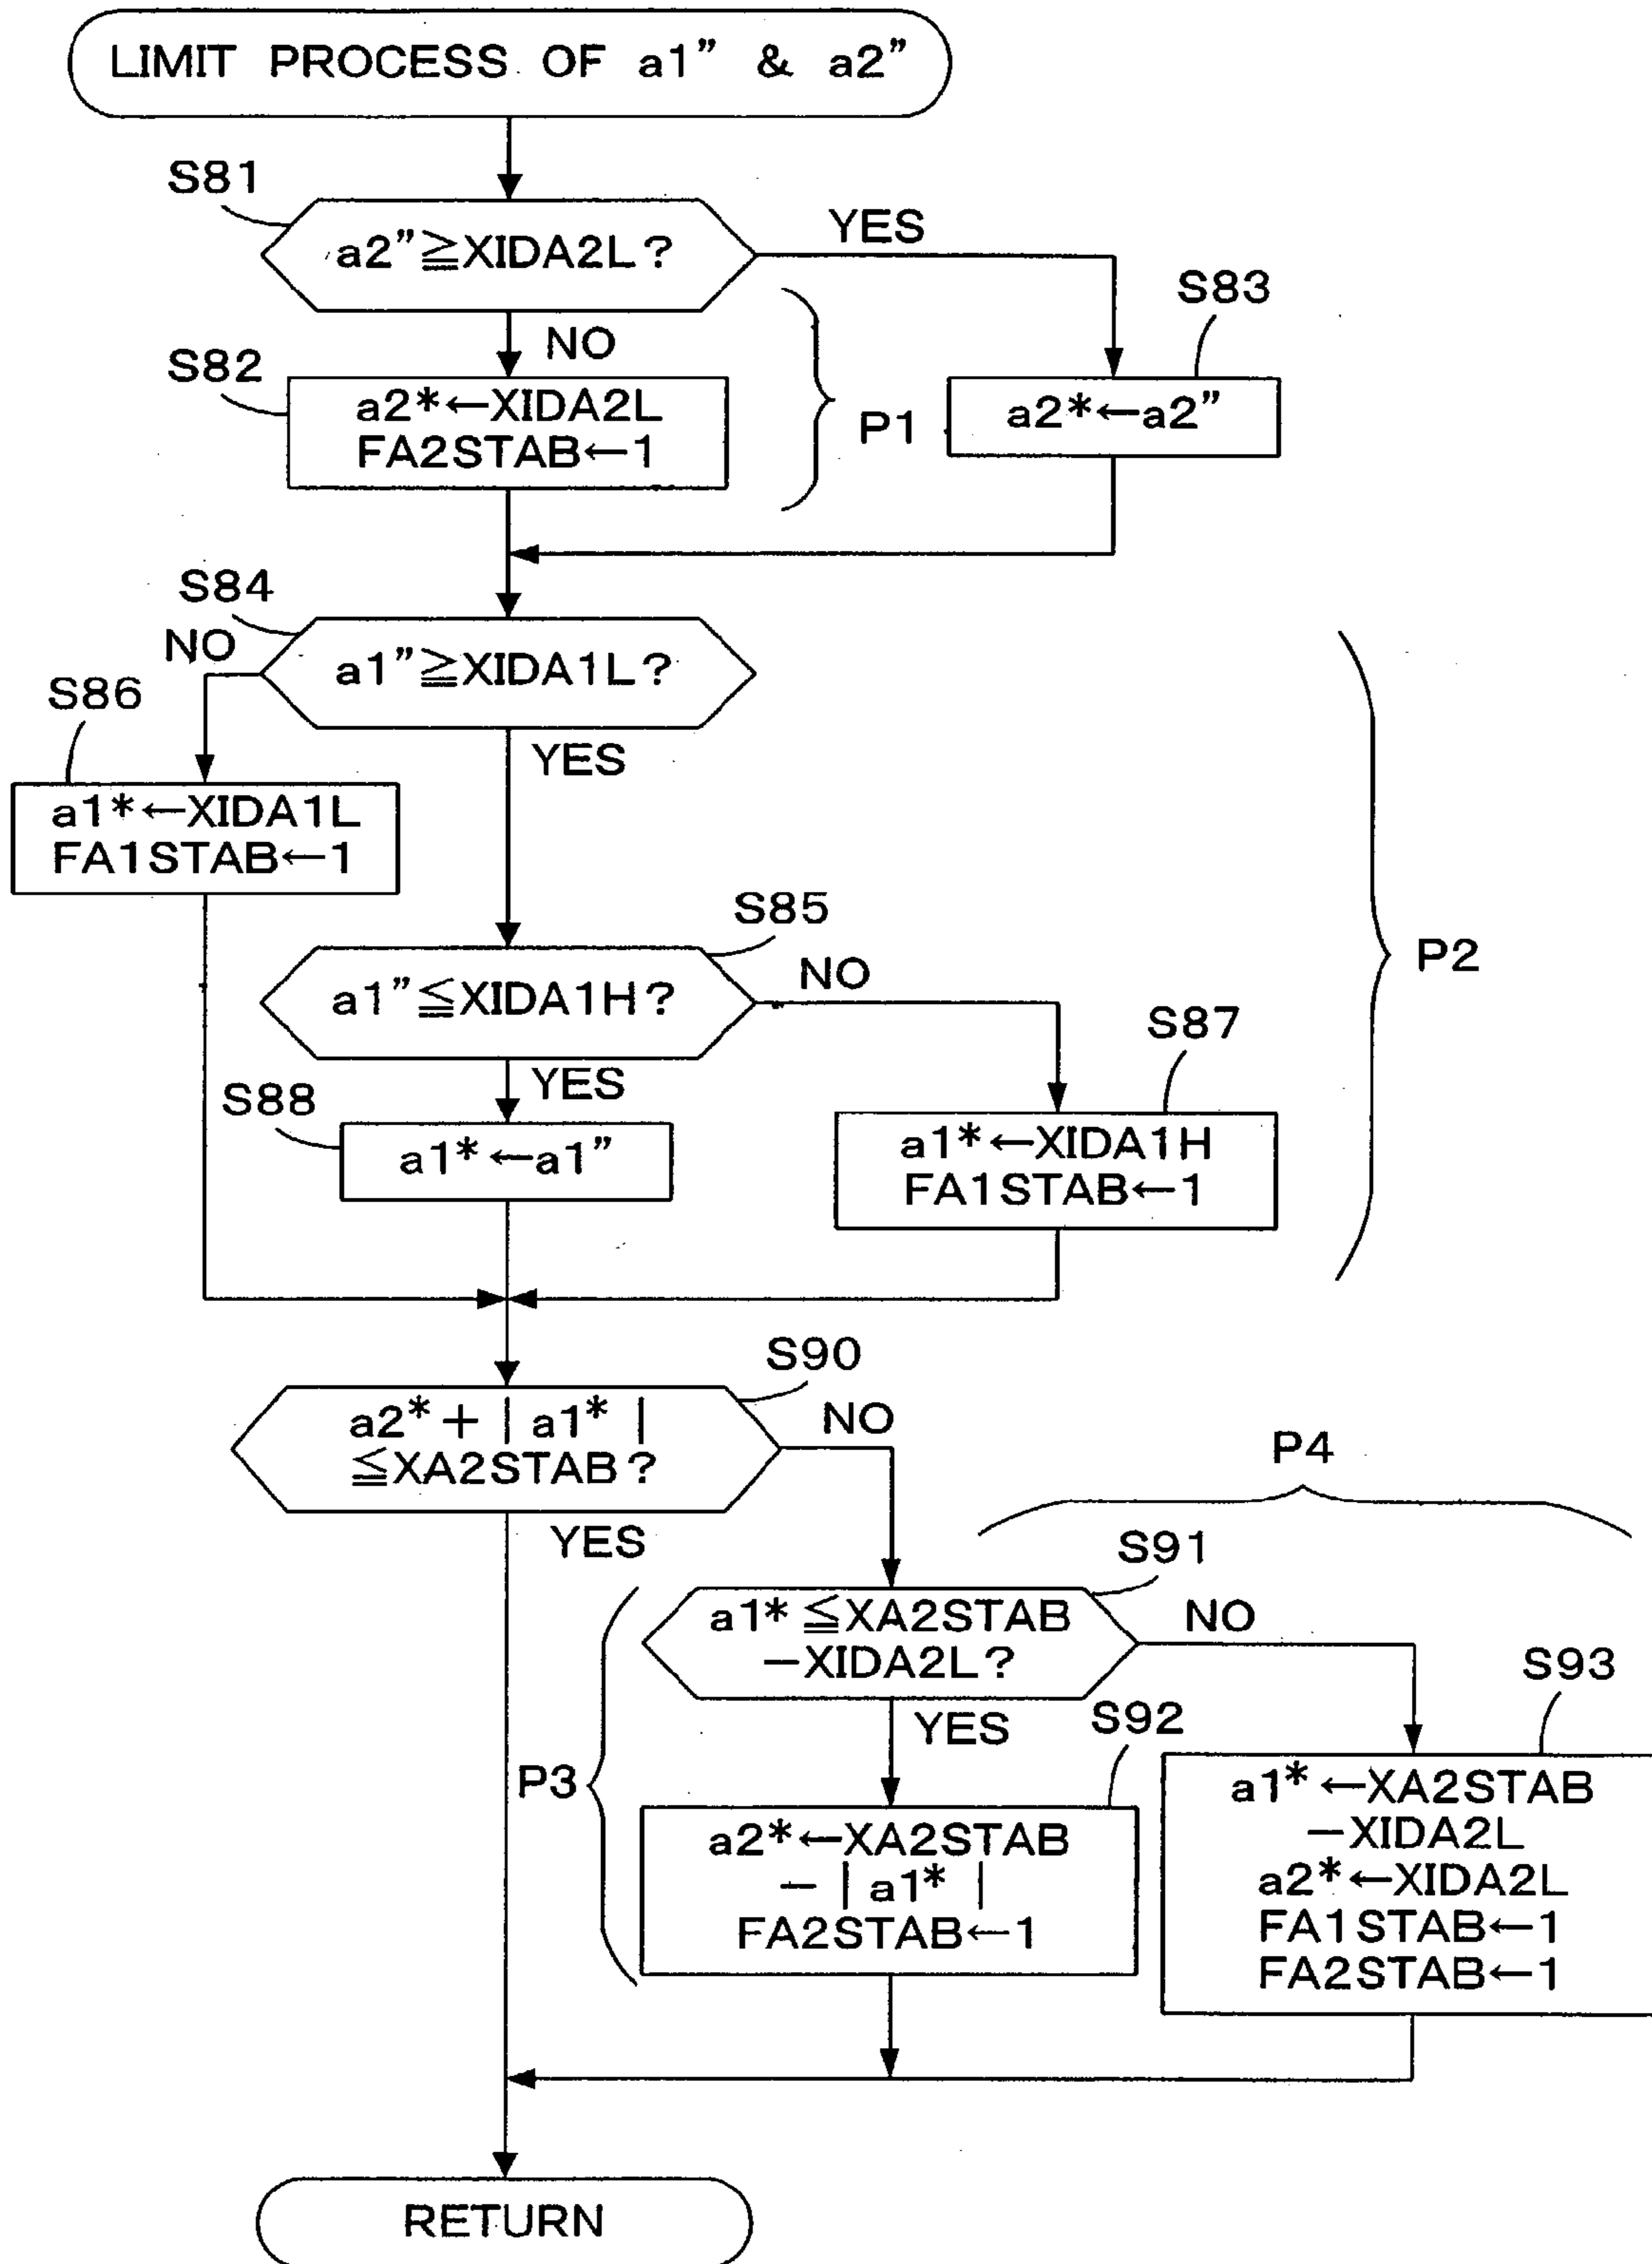 LIMIT PROCESS OF a1” & a2”
S81
a2”≧XIDA2L?
YES
S83
NO
S82
a2*←XIDA2L
FA2STAB←1
P1
a2*←a2”
S84
NO
a1”≧XIDA1L?
S86
YES
a1*←XIDA1L
FA1STAB←1
S85
NO
P2
a1”≦XIDA1H?
S87
YES
S88
a1*←a1”
a1*←XIDA1H
FA1STAB←1
S90
a2*+|a1*|
≦XA2STAB?
NO
P4
YES
S91
a1*≦XA2STAB
−XIDA2L?
NO
S93
YES
S92
P3
a2*←XA2STAB
−|a1*|
FA2STAB←1
a1*←XA2STAB
−XIDA2L
a2*←XIDA2L
FA1STAB←1
FA2STAB←1
RETURN